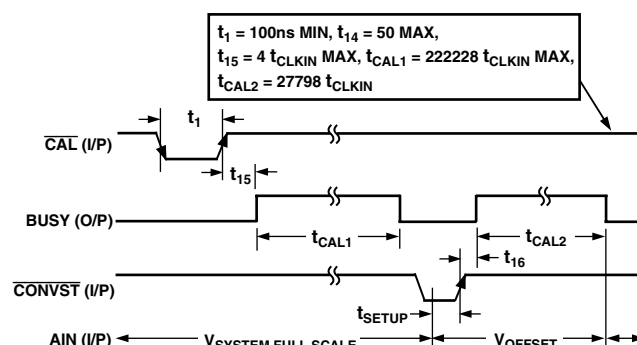 t1 = 100ns MIN, t14 = 50 MAX,
t15 = 4 tCLKIN MAX, tCAL1 = 222228 tCLKIN MAX,
tCAL2 = 27798 tCLKIN
t1
CAL (I/P)
t15
BUSY (O/P)
tCAL1
tCAL2
t16
CONVST (I/P)
tSETUP
AIN (I/P)
VSYSTEM FULL SCALE
VOFFSET